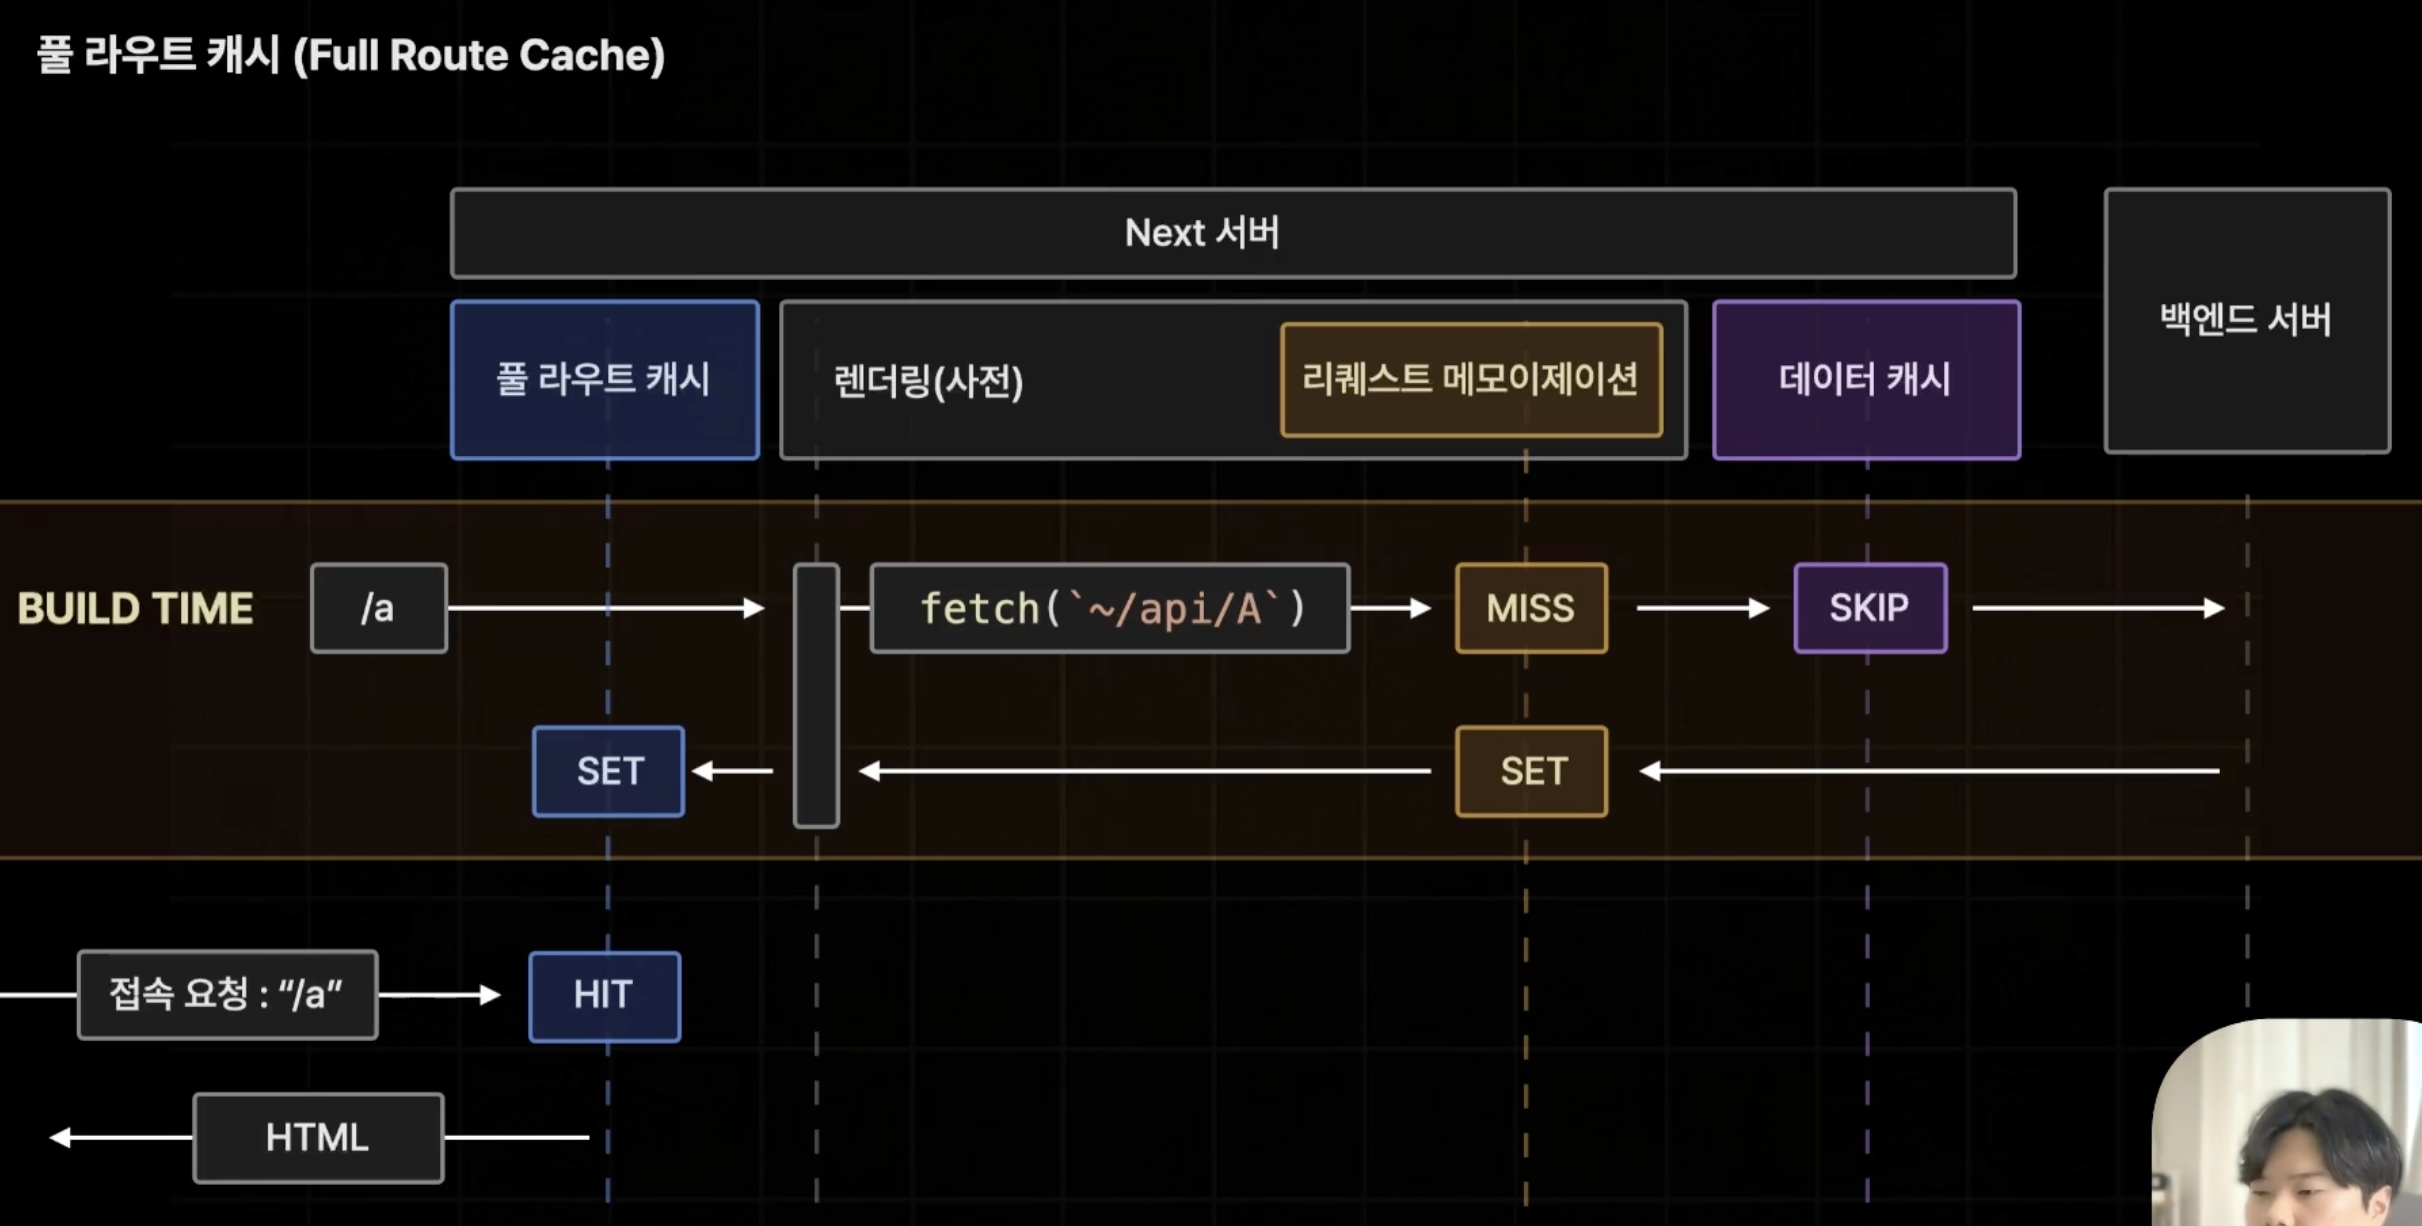 풀 라우트 캐시 (Full Route Cache)
Next 서버
백엔드 서버
풀 라우트 캐시
렌더링(사전)
리퀘스트 메모이제이션
데이터 캐시
BUILD TIME
/a
fetch(`~/api/A`)
MISS
SKIP
SET
SET
접속 요청 : “/a”
HIT
HTML